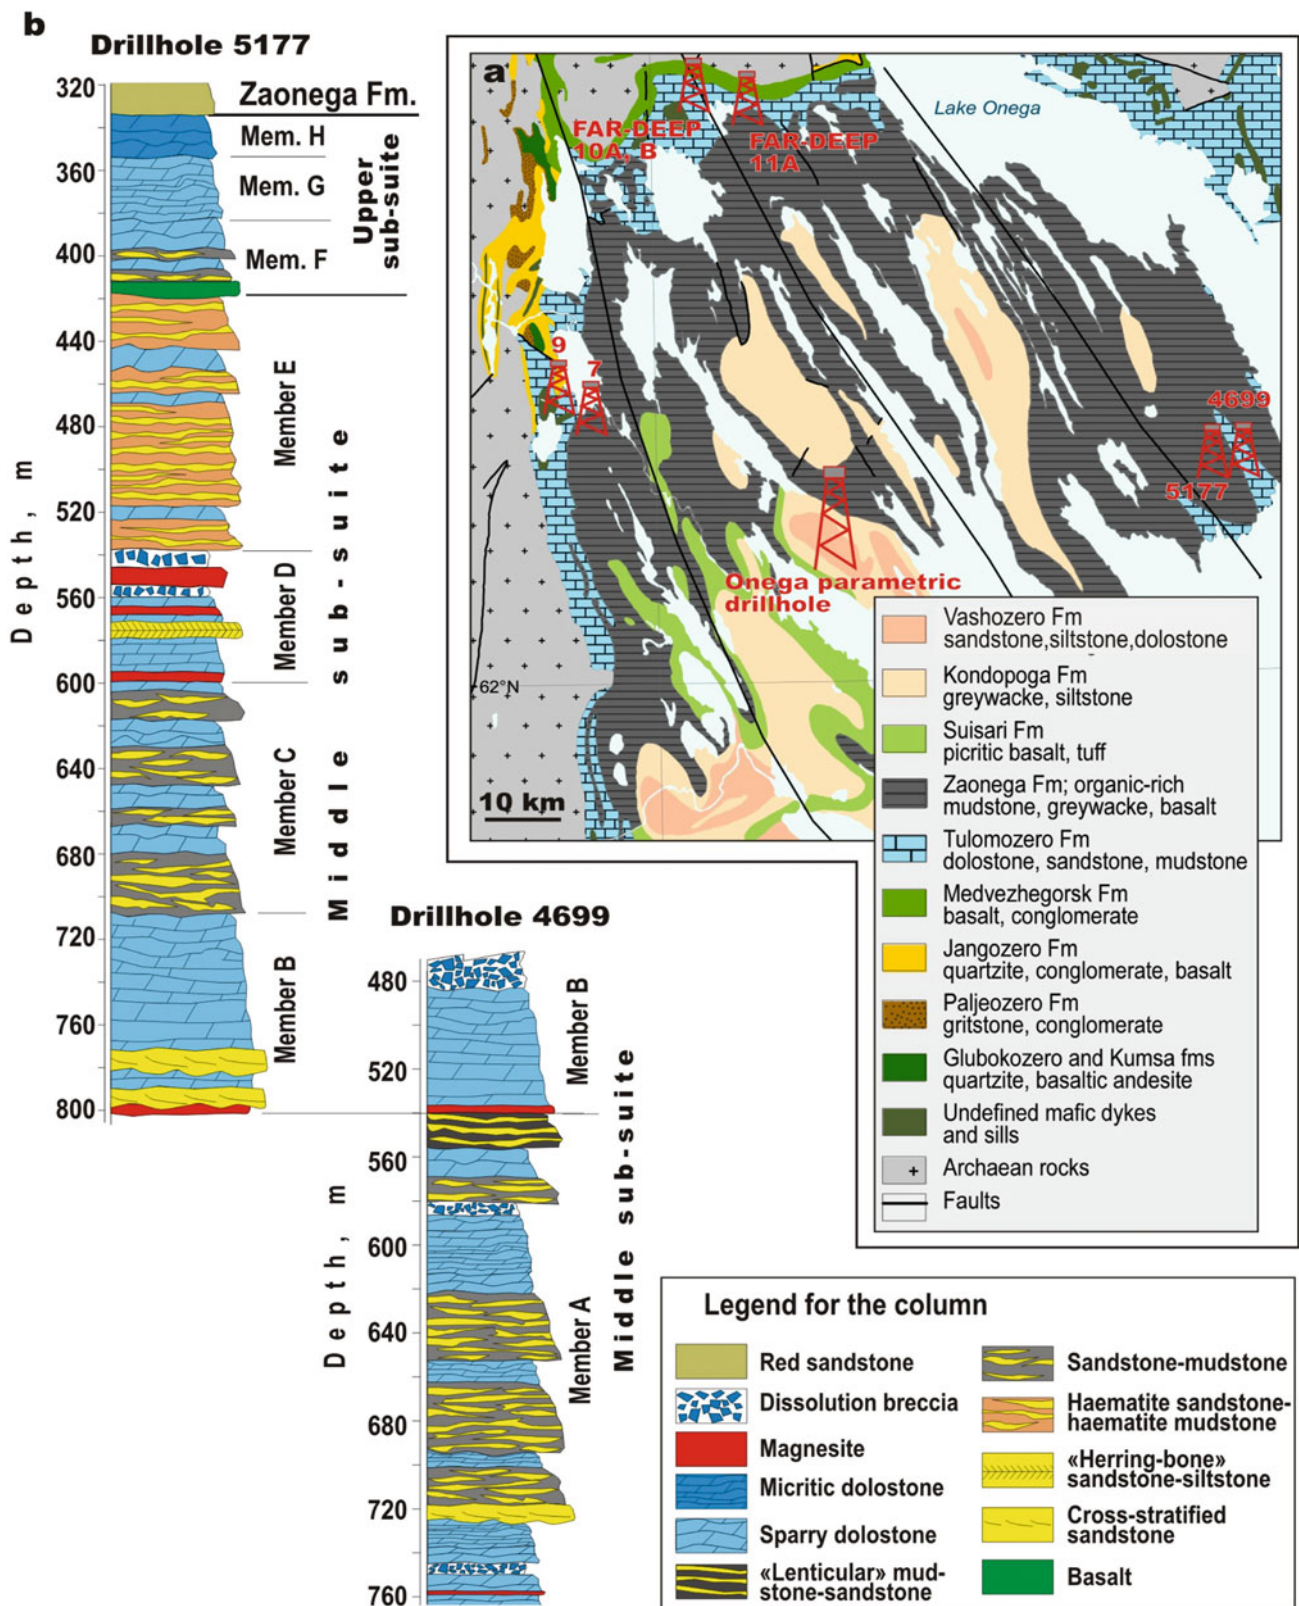 b
Drillhole 5177
320
360
400
440
480
520
560
600
640
680
720
760
800
Depth, m
Zaonega Fm.
Mem. H
Mem. G
Mem. F
Upper
sub-suite
Member E
Member D
Member C
Member B
Middle sub-suite
a
Lake Onega
FAR-DEEP
10A, B
FAR-DEEP
11A
9
7
4699
5177
Onega parametric
drillhole
62°N
10 km
Vashozero Fm
sandstone,siltstone,dolostone
Kondopoga Fm
greywacke, siltstone
Suisari Fm
picritic basalt, tuff
Zaonega Fm; organic-rich
mudstone, greywacke, basalt
Tulomozero Fm
dolostone, sandstone, mudstone
Medvezhegorsk Fm
basalt, conglomerate
Jangozero Fm
quartzite, conglomerate, basalt
Paljeozero Fm
gritstone, conglomerate
Glubokozero and Kumsa fms
quartzite, basaltic andesite
Undefined mafic dykes
and sills
Archaean rocks
Faults
Drillhole 4699
480
520
560
600
640
680
720
760
Depth, m
Member B
Member A
Middle sub-suite
Legend for the column
Red sandstone
Dissolution breccia
Magnesite
Micritic dolostone
Sparry dolostone
«Lenticular» mud-
stone-sandstone
Sandstone-mudstone
Haematite sandstone-
haematite mudstone
«Herring-bone»
sandstone-siltstone
Cross-stratified
sandstone
Basalt